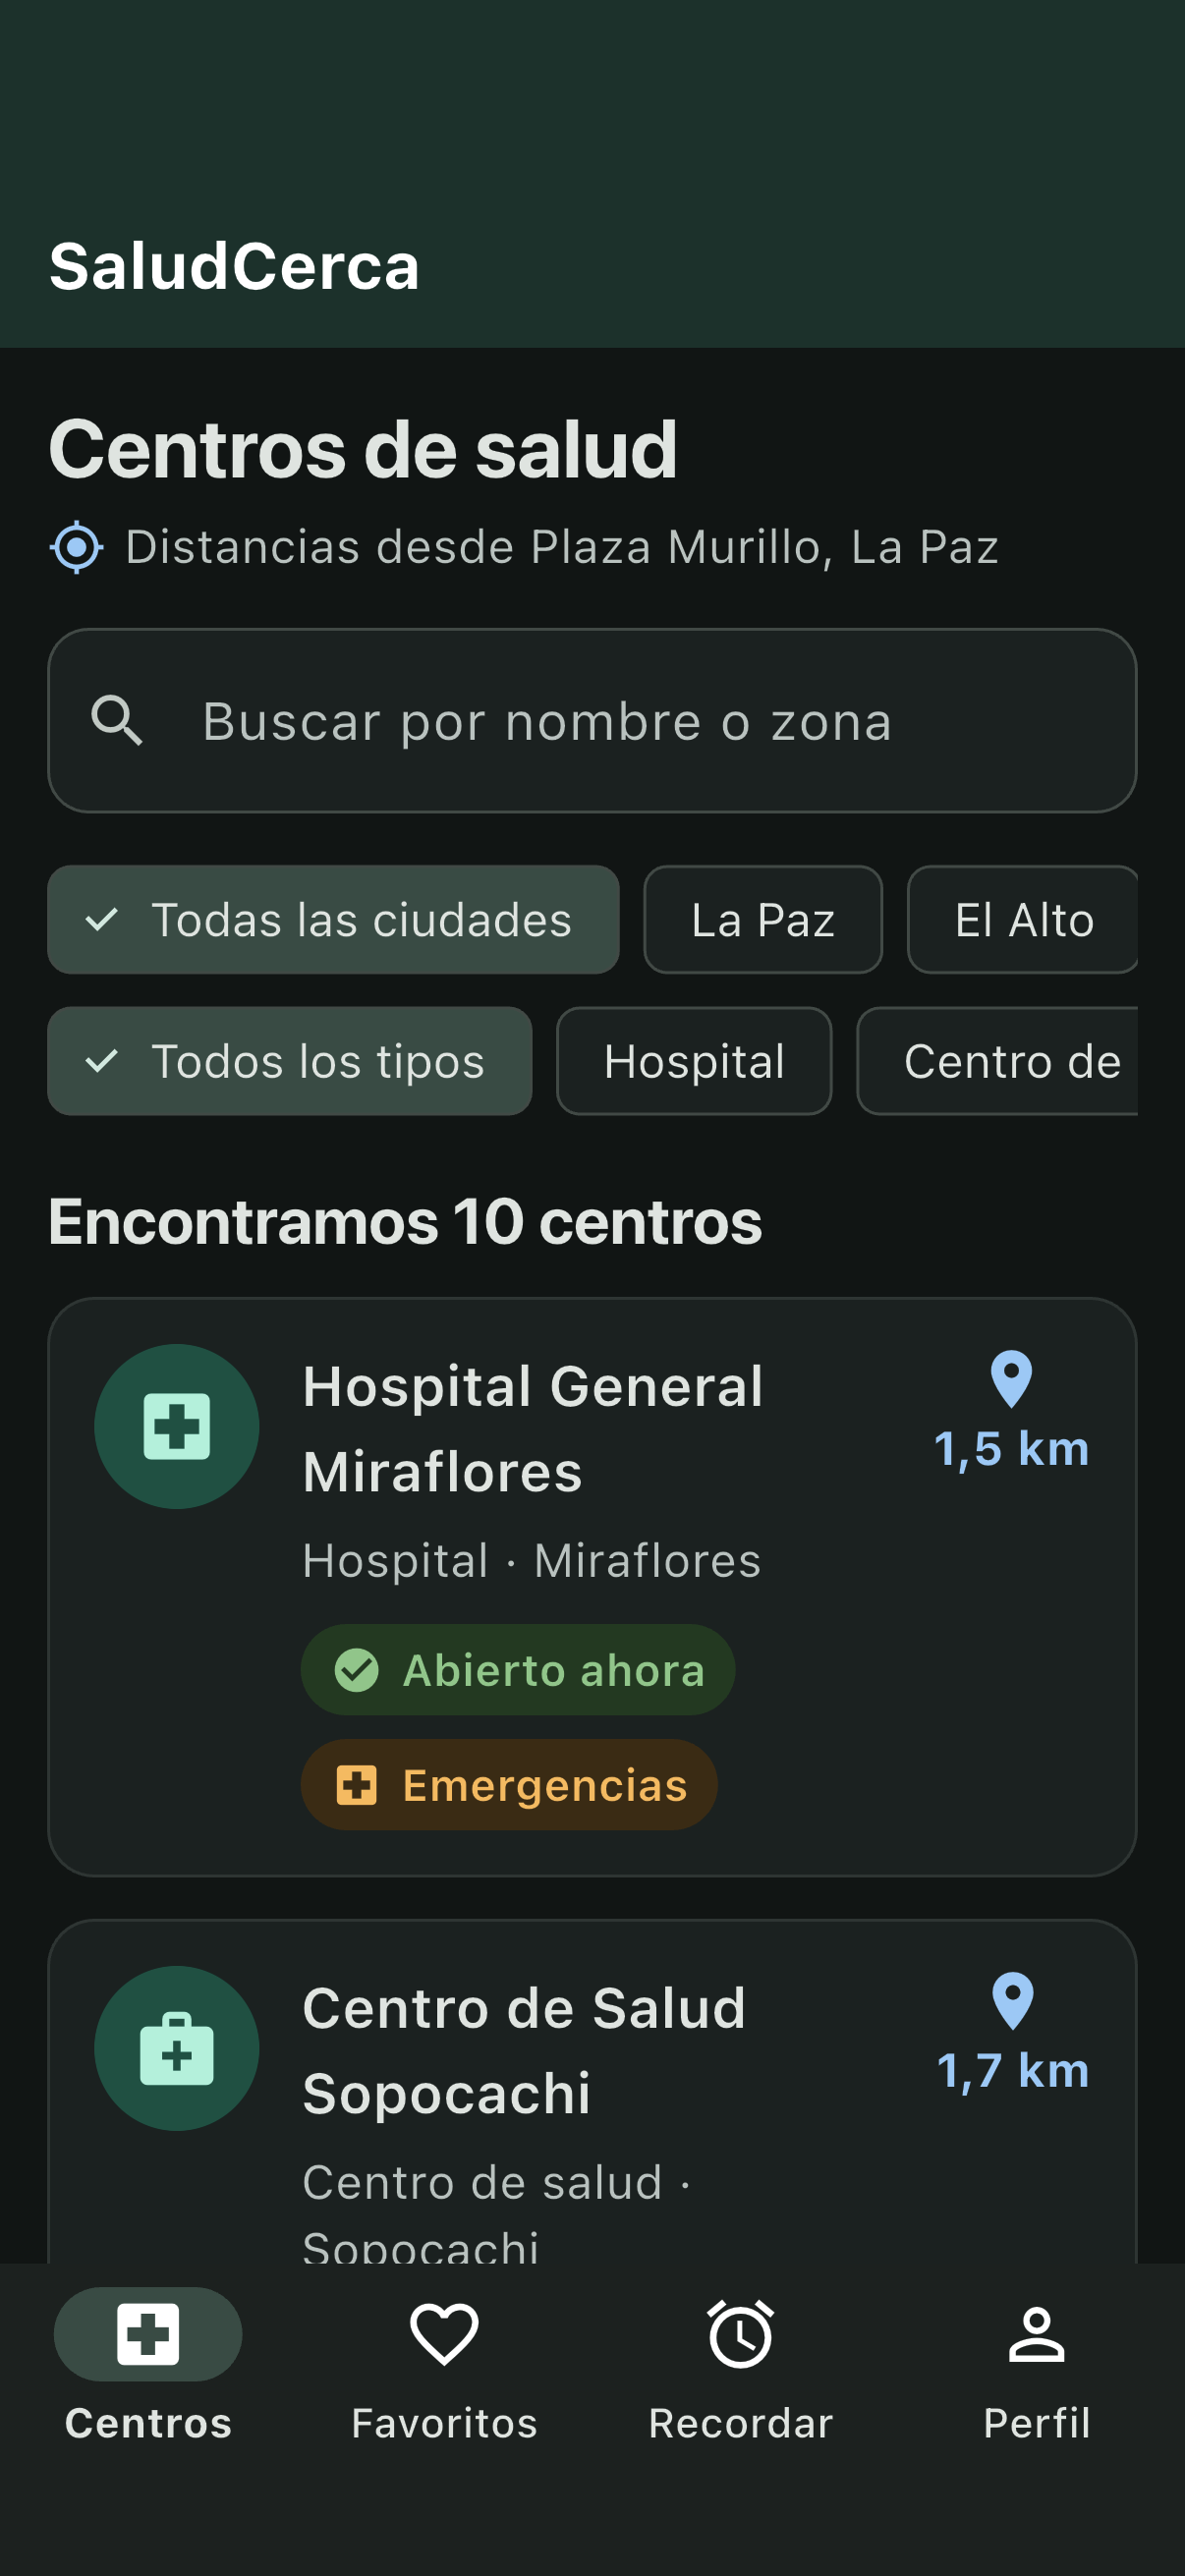 SaludCerca
Centros de salud
Distancias desde Plaza Murillo, La Paz
Buscar por nombre o zona
Todas las ciudades
La Paz
El Alto
Todos los tipos
Hospital
Centro de
Encontramos 10 centros
Hospital General
Miraflores
1,5 km
Hospital · Miraflores
Abierto ahora
Emergencias
Centro de Salud
Sopocachi
1,7 km
Centro de salud ·
Sopocachi
Centros
Favoritos
Recordar
Perfil